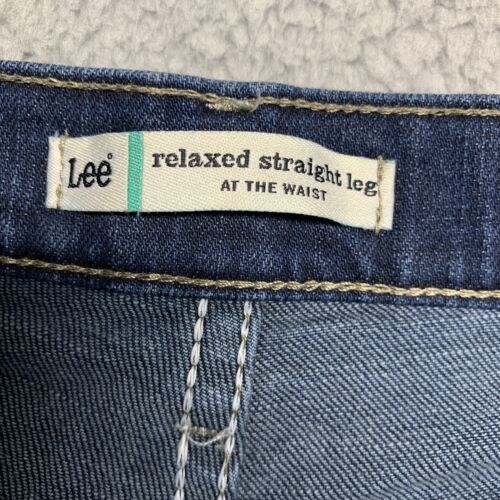 Lee®
relaxed straight leg
AT THE WAIST